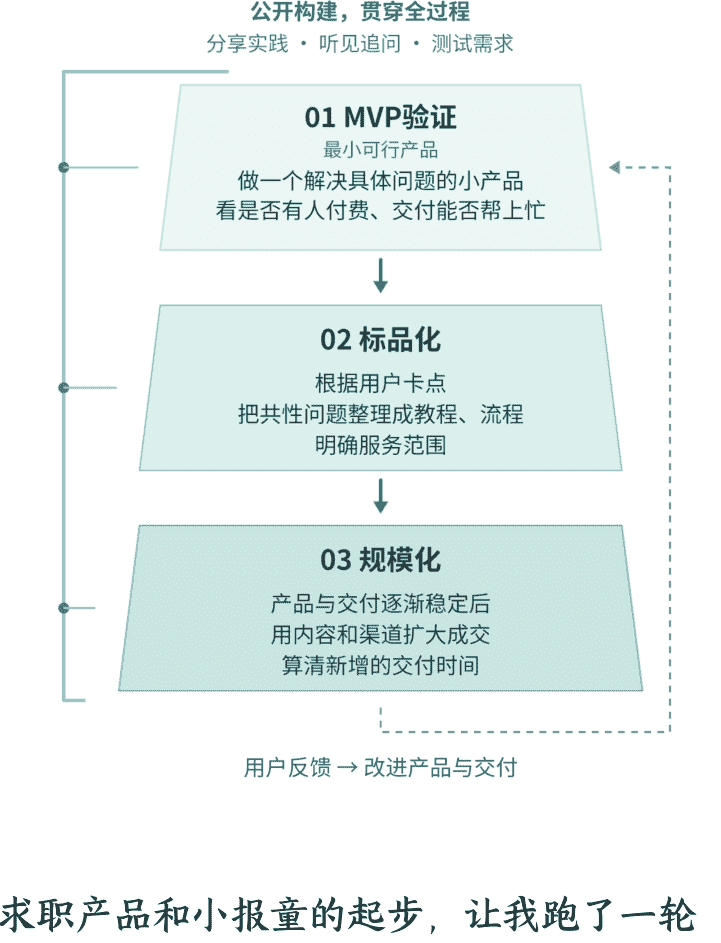 公开构建，贯穿全过程
分享实践 • 听见追问 • 测试需求
01 MVP验证
最小可行产品
做一个解决具体问题的小产品
看是否有人付费、交付能否帮上忙
02 标品化
根据用户卡点
把共性问题整理成教程、流程
明确服务范围
03 规模化
产品与交付逐渐稳定后
用内容和渠道扩大成交
算清新增的交付时间
用户反馈 → 改进产品与交付
求职产品和小报童的起步，让我跑了一轮